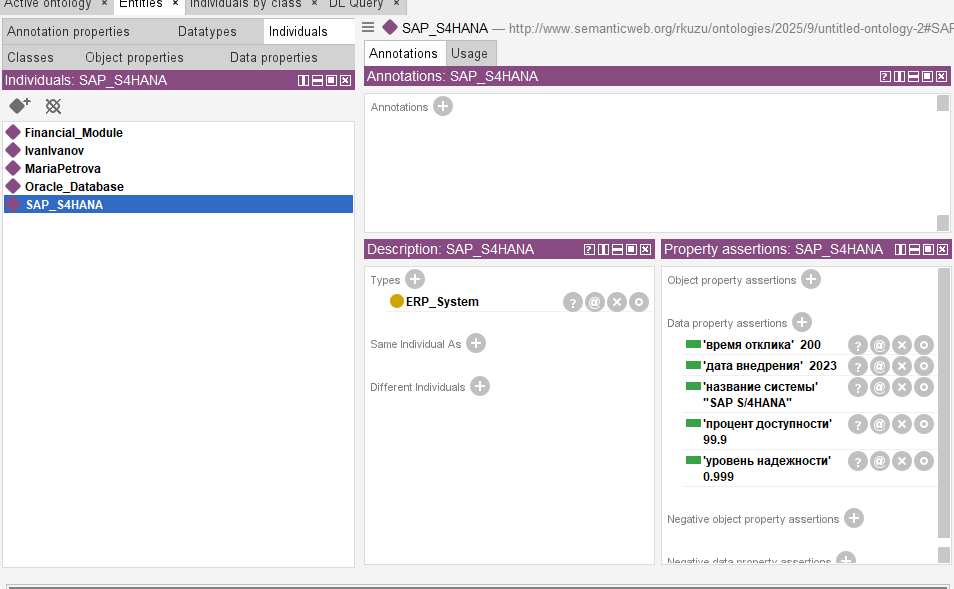 Active ontology × Entities × Individuals by class × DL Query ×
Annotation properties Datatypes Individuals
Classes Object properties Data properties
Individuals: SAP_S4HANA
Financial_Module
IvanIvanov
MariaPetrova
Oracle_Database
SAP_S4HANA
SAP_S4HANA — http://www.semanticweb.org/rkuzu/ontologies/2025/9/untitled-ontology-2#SAP
Annotations Usage
Annotations: SAP_S4HANA
Annotations
Description: SAP_S4HANA
Types
ERP_System
Same Individual As
Different Individuals
Property assertions: SAP_S4HANA
Object property assertions
Data property assertions
'время отклика' 200
'дата внедрения' 2023
'название системы'
"SAP S/4HANA"
'процент доступности'
99.9
'уровень надежности'
0.999
Negative object property assertions
Negative data property assertions